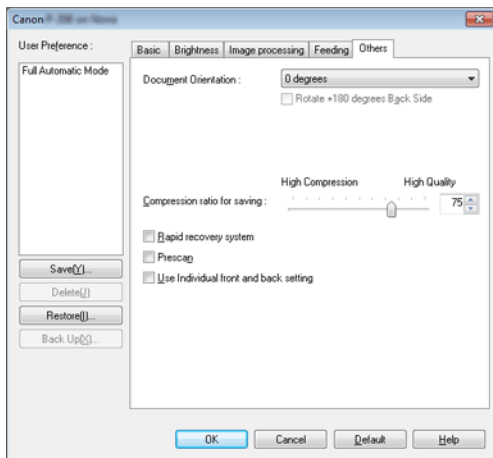 Canon
User Preference :
Full Automatic Mode
Save(Y)...
Delete(J)
Restore(I)...
Back Up(X)...
Basic Brightness Image processing Feeding Others
Document Orientation : 0 degrees
Rotate +180 degrees Back Side
High Compression High Quality
Compression ratio for saving : 75
Rapid recovery system
Prescan
Use Individual front and back setting
OK Cancel Default Help